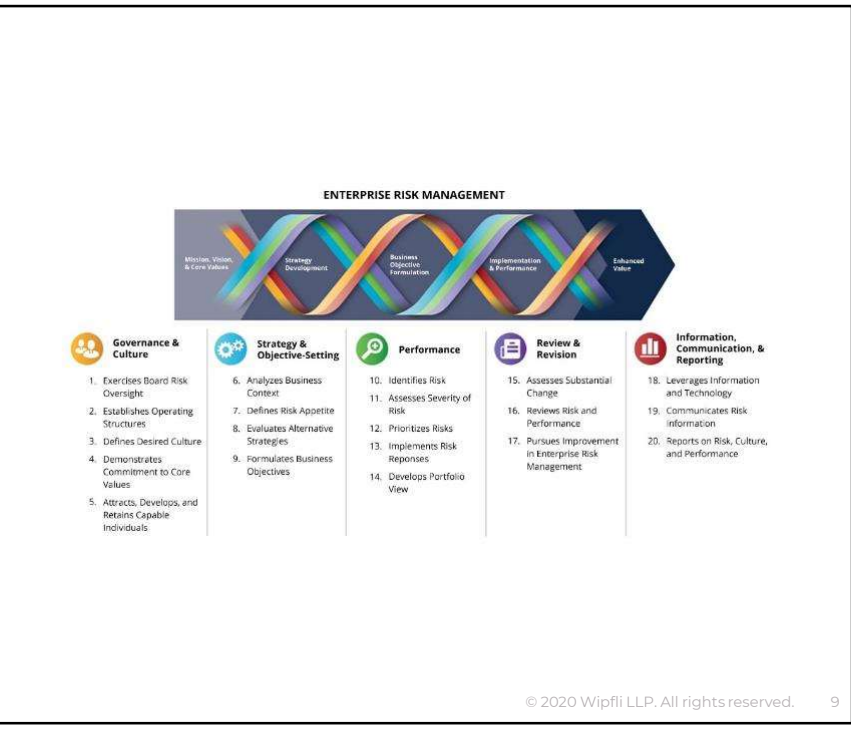 ENTERPRISE RISK MANAGEMENT
Mission, Vision,
& Core Values
Strategy
Development
Business
Objective
Formulation
Implementation
& Performance
Enhanced
Value
Governance &
Culture
1. Exercises Board Risk
Oversight
2. Establishes Operating
Structures
3. Defines Desired Culture
4. Demonstrates
Commitment to Core
Values
5. Attracts, Develops, and
Retains Capable
Individuals
Strategy &
Objective-Setting
6. Analyzes Business
Context
7. Defines Risk Appetite
8. Evaluates Alternative
Strategies
9. Formulates Business
Objectives
Performance
10. Identifies Risk
11. Assesses Severity of
Risk
12. Prioritizes Risks
13. Implements Risk
Reponses
14. Develops Portfolio
View
Review &
Revision
15. Assesses Substantial
Change
16. Reviews Risk and
Performance
17. Pursues Improvement
in Enterprise Risk
Management
Information,
Communication, &
Reporting
18. Leverages Information
and Technology
19. Communicates Risk
Information
20. Reports on Risk, Culture,
and Performance
© 2020 Wipfli LLP. All rights reserved. 9